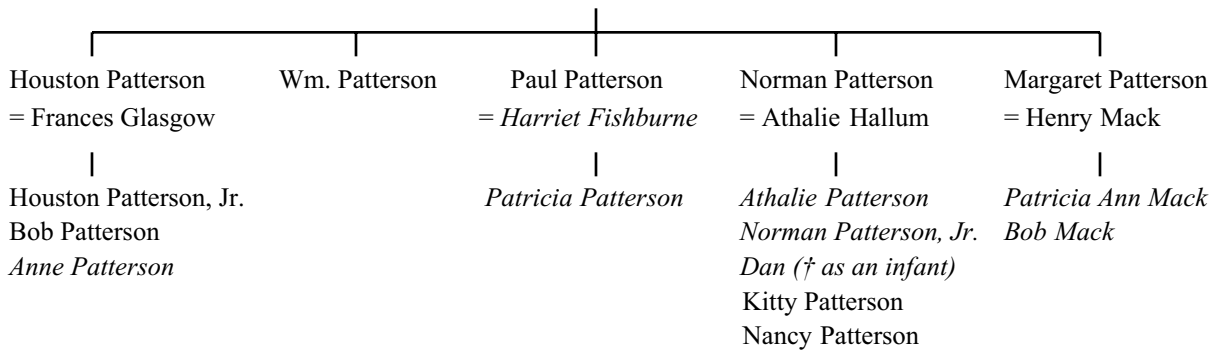 Houston Patterson
= Frances Glasgow
Houston Patterson, Jr.
Bob Patterson
Anne Patterson
Wm. Patterson
Paul Patterson
= Harriet Fishburne
Patricia Patterson
Norman Patterson
= Athalie Hallum
Athalie Patterson
Norman Patterson, Jr.
Dan († as an infant)
Kitty Patterson
Nancy Patterson
Margaret Patterson
= Henry Mack
Patricia Ann Mack
Bob Mack